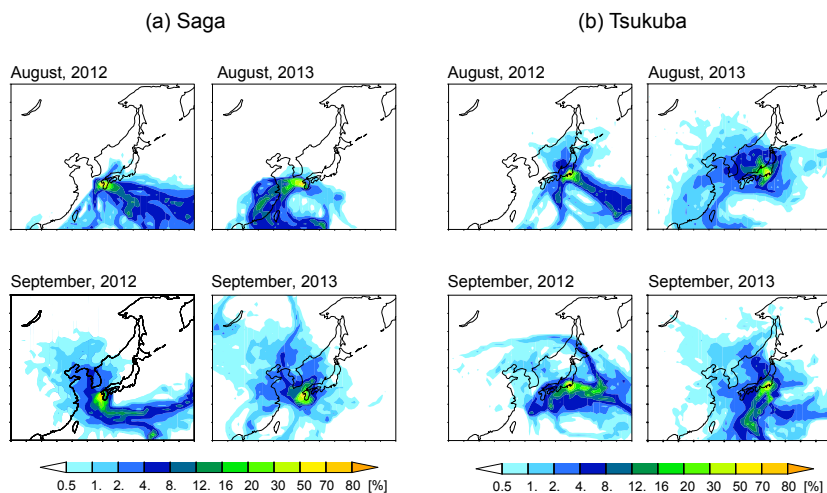 (a) Saga
(b) Tsukuba
August, 2012
August, 2013
August, 2012
August, 2013
September, 2012
September, 2013
September, 2012
September, 2013
0.5 1. 2. 4. 8. 12. 16 20 30 50 70 80 [%]
0.5 1. 2. 4. 8. 12. 16 20 30 50 70 80 [%]